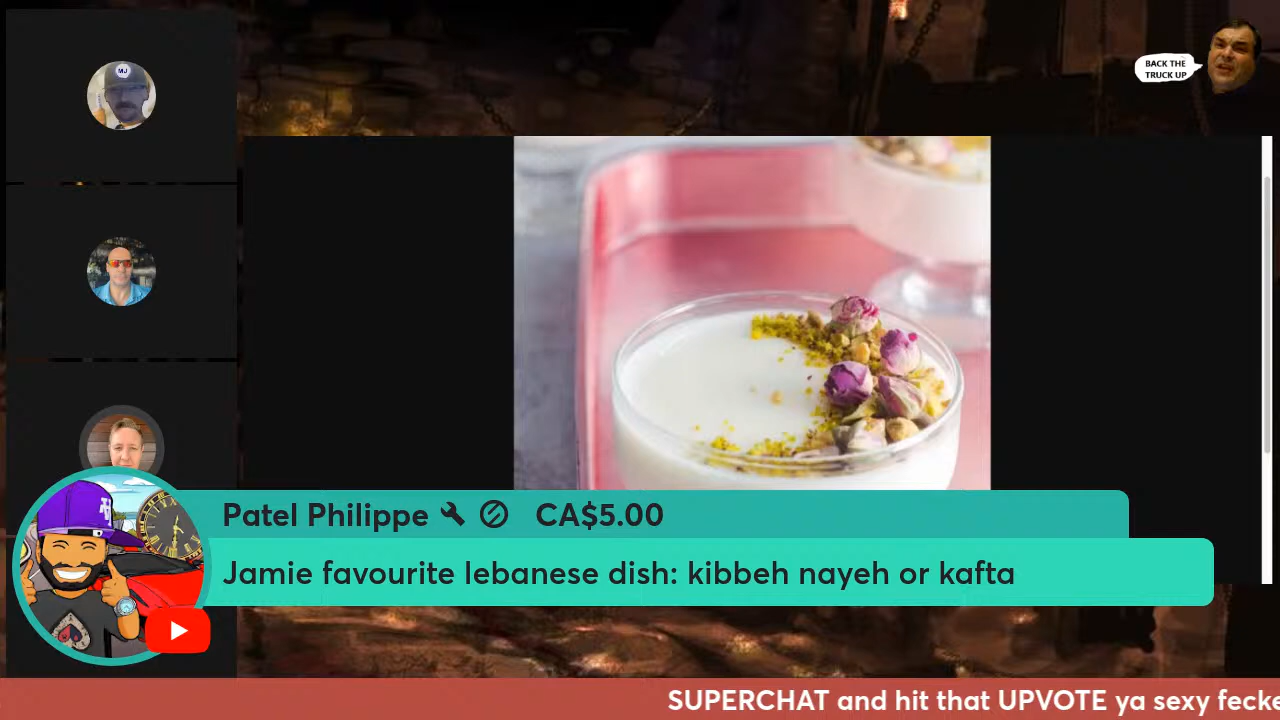 BACK THE
TRUCK UP
MJ
Patel Philippe CA$5.00
Jamie favourite lebanese dish: kibbeh nayeh or kafta
SUPERCHAT and hit that UPVOTE ya sexy fecke